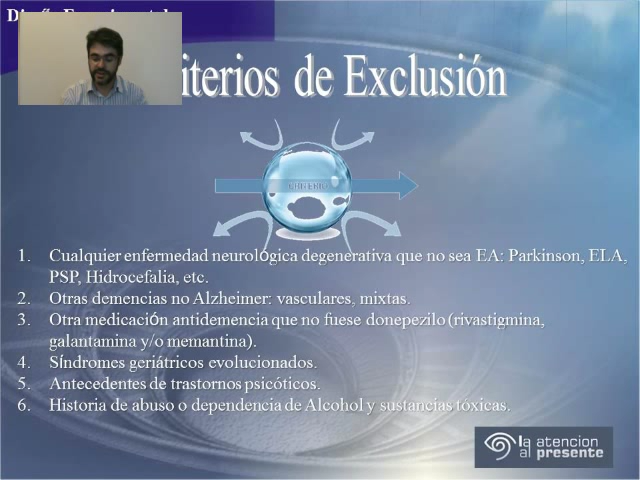 iterios de Exclusión
CRITERIO
1. Cualquier enfermedad neurológica degenerativa que no sea EA: Parkinson, ELA,
PSP, Hidrocefalia, etc.
2. Otras demencias no Alzheimer: vasculares, mixtas.
3. Otra medicación antidemencia que no fuese donepezilo (rivastigmina,
galantamina y/o memantina).
4. Síndromes geriátricos evolucionados.
5. Antecedentes de trastornos psicóticos.
6. Historia de abuso o dependencia de Alcohol y sustancias tóxicas.
la atencion
al presente